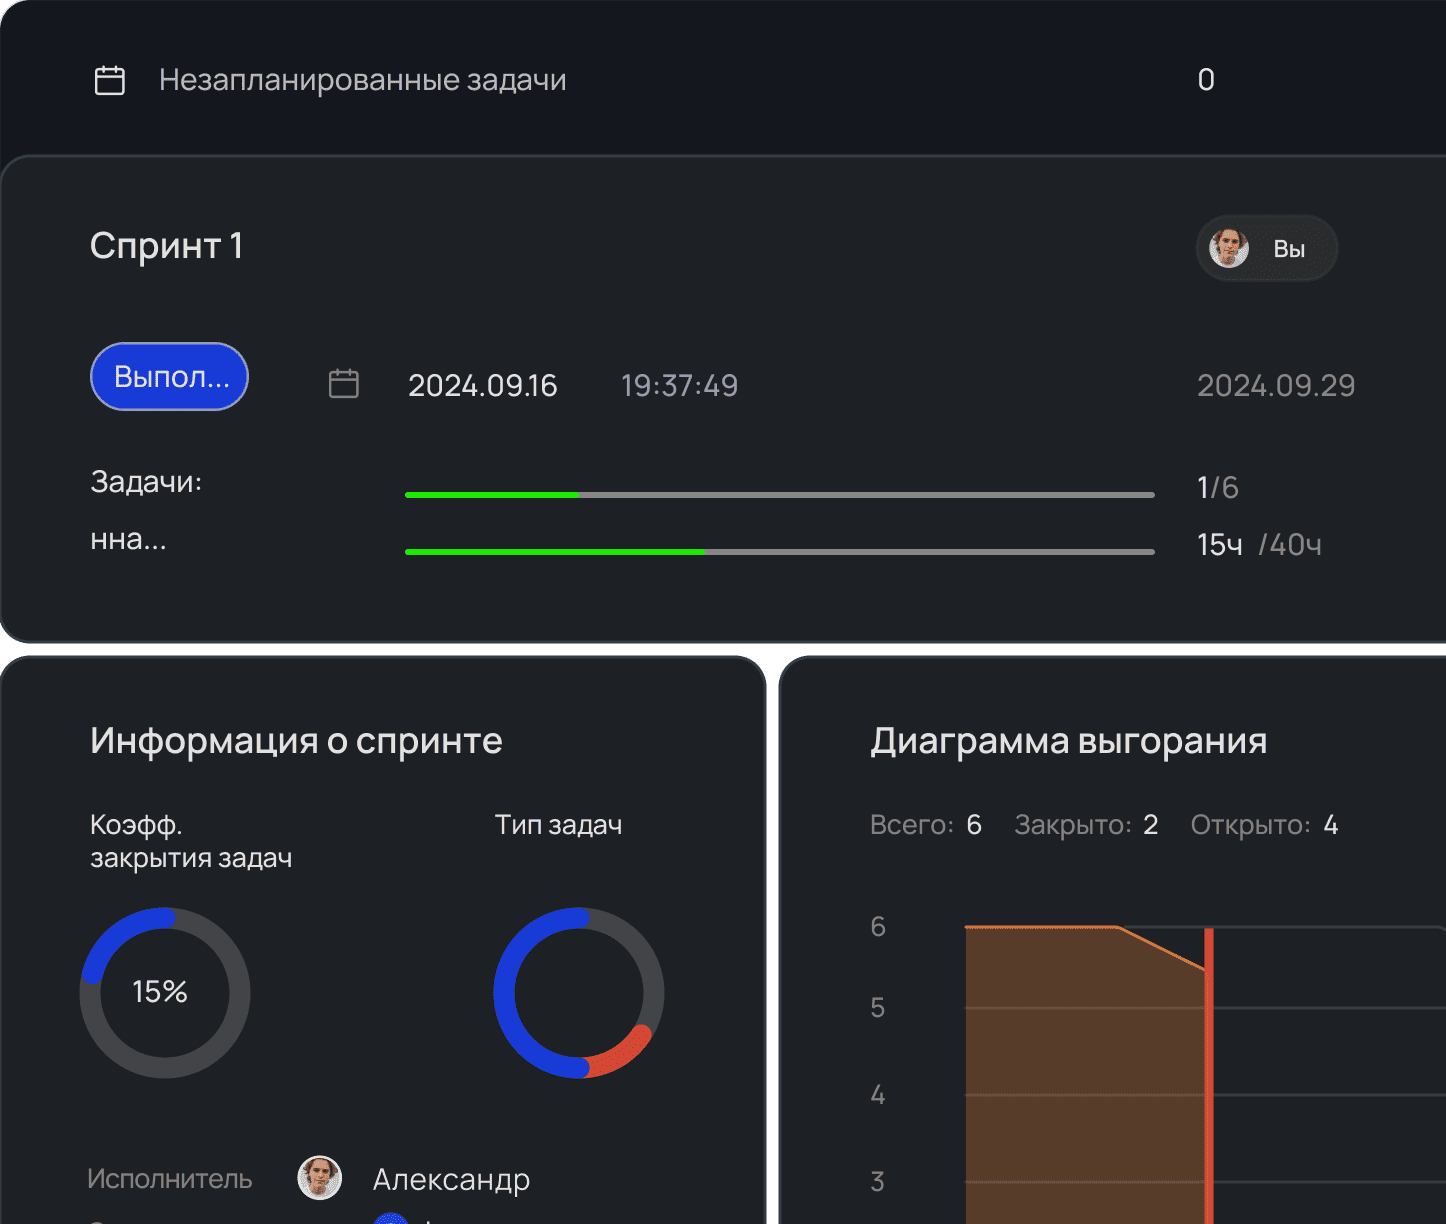 Незапланированные задачи 0
Спринт 1 Вы
Выпол... 2024.09.16 19:37:49 2024.09.29
Задачи: 1/6
нна... 15ч /40ч
Информация о спринте
Коэфф.
закрытия задач
Тип задач
15%
Исполнитель Александр
Диаграмма выгорания
Всего: 6 Закрыто: 2 Открыто: 4
6
5
4
3